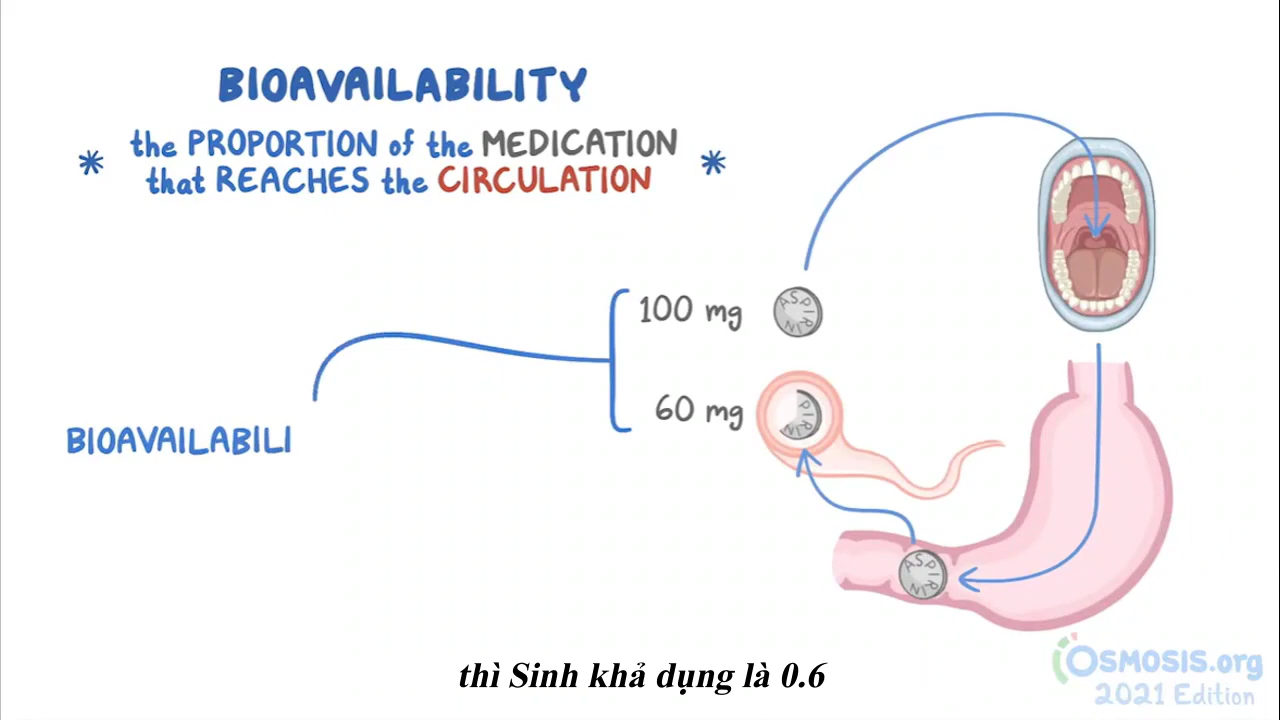 BIOAVAILABILITY
* the PROPORTION of the MEDICATION *
that REACHES the CIRCULATION
100 mg
ASPIRIN
60 mg
PIRIN
BIOAVAILABILI
ASPIRIN
thì Sinh khả dụng là 0.6
OSMOSIS.org
2021 Edition